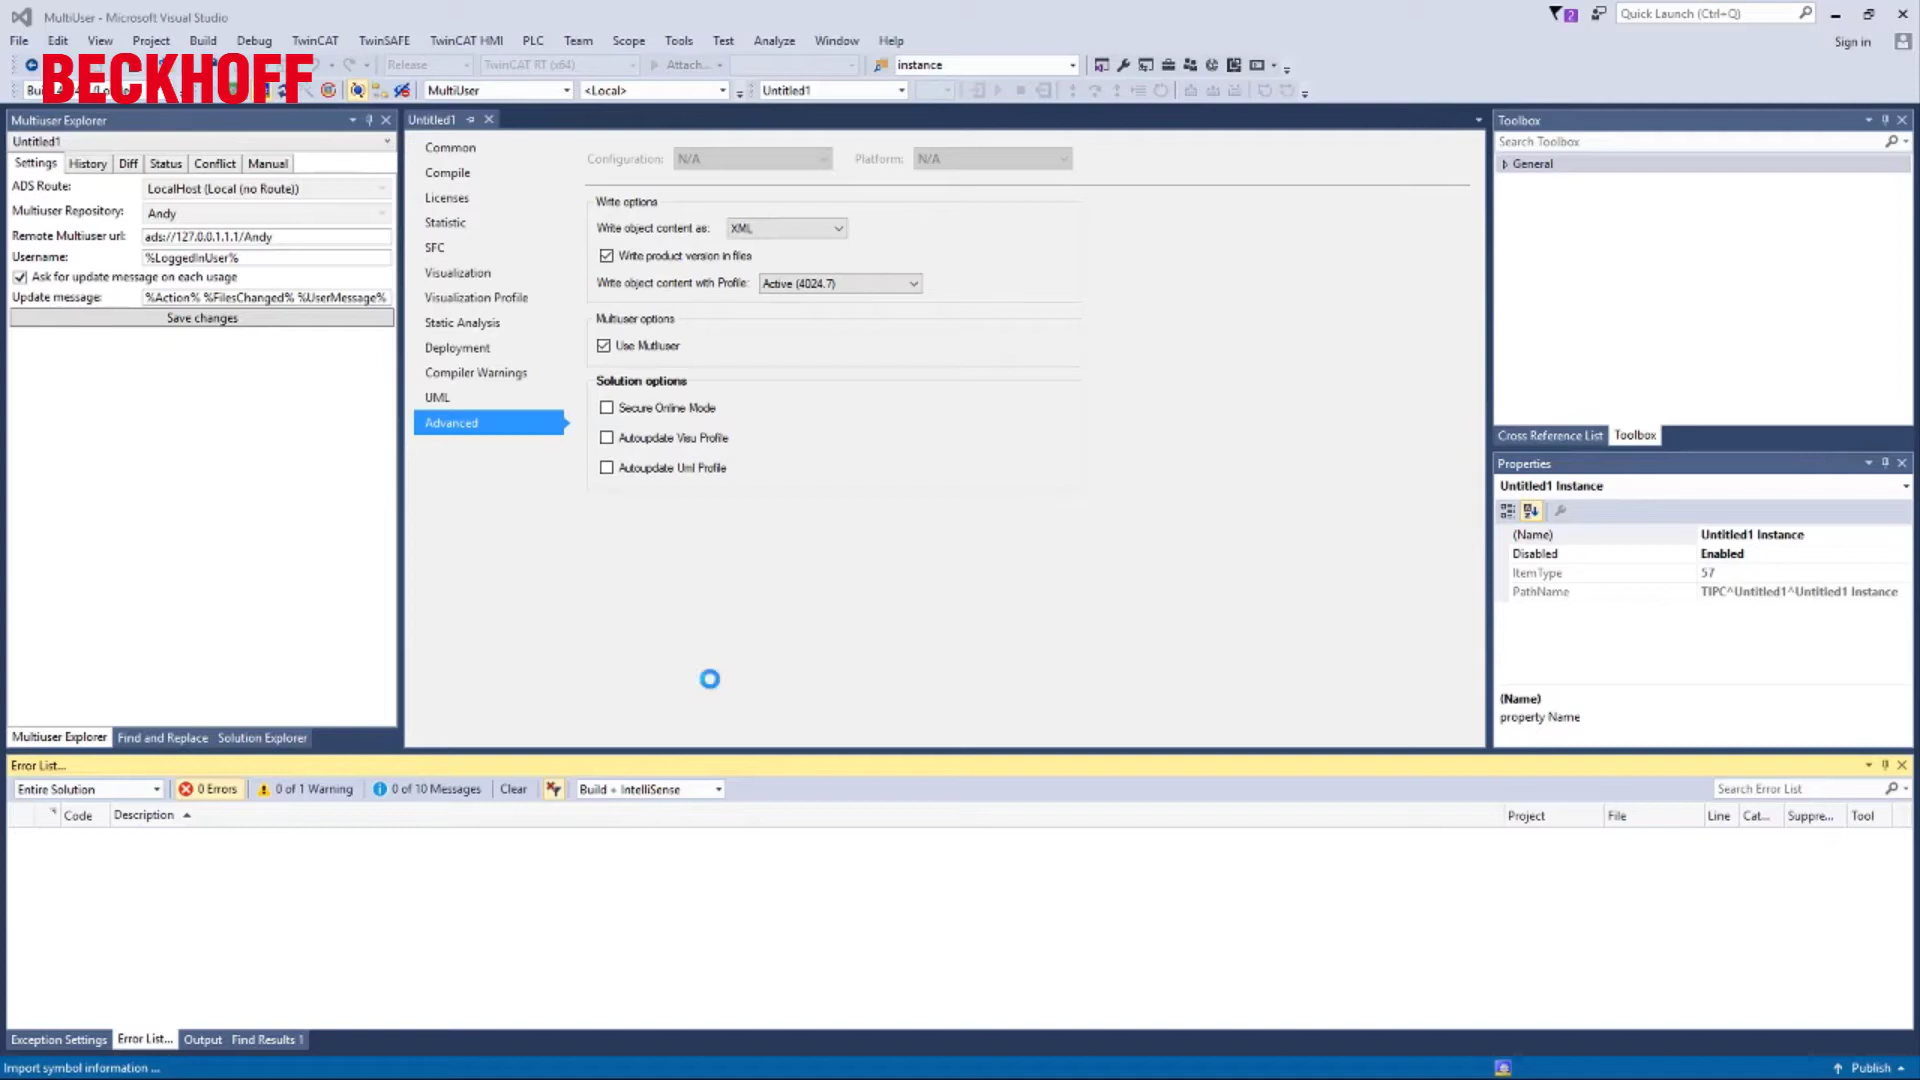 MultiUser - Microsoft Visual Studio
2
Quick Launch (Ctrl+Q)
File Edit View Project Build Debug TwinCAT TwinSAFE TwinCAT HMI PLC Team Scope Tools Test Analyze Window Help
Sign in
BECKHOFF
Release TwinCAT RT (x64) Attach... instance
MultiUser <Local> Untitled1
Multiuser Explorer
Untitled1
Settings History Diff Status Conflict Manual
ADS Route: LocalHost (Local (no Route))
Multiuser Repository: Andy
Remote Multiuser url: ads://127.0.0.1.1.1/Andy
Username: %LoggedInUser%
Ask for update message on each usage
Update message: %Action% %FilesChanged% %UserMessage%
Save changes
Multiuser Explorer Find and Replace Solution Explorer
Untitled1
Common
Compile
Licenses
Statistic
SFC
Visualization
Visualization Profile
Static Analysis
Deployment
Compiler Warnings
UML
Advanced
Configuration: N/A Platform: N/A
Write options
Write object content as: XML
Write product version in files
Write object content with Profile: Active (4024.7)
Multiuser options
Use Mutliuser
Solution options
Secure Online Mode
Autoupdate Visu Profile
Autoupdate Uml Profile
Toolbox
Search Toolbox
General
Cross Reference List Toolbox
Properties
Untitled1 Instance
(Name) Untitled1 Instance
Disabled Enabled
ItemType 57
PathName TIPC^Untitled1^Untitled1 Instance
(Name)
property Name
Error List...
Entire Solution 0 Errors 0 of 1 Warning 0 of 10 Messages Clear Build + IntelliSense Search Error List
Code Description Project File Line Cat... Suppre... Tool
Exception Settings Error List... Output Find Results 1
Import symbol information ... Publish